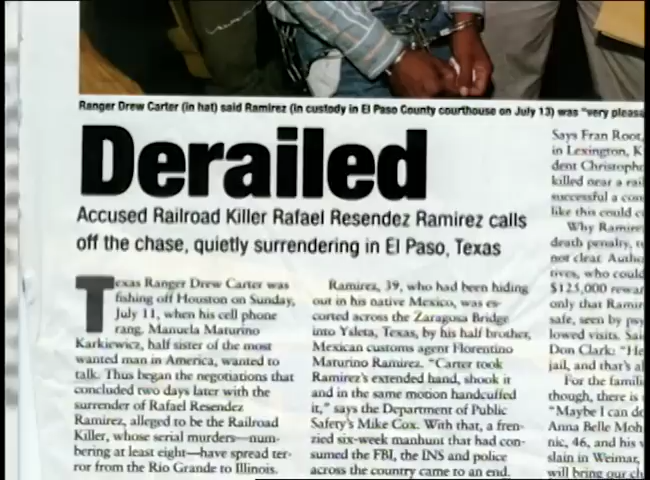 Ranger Drew Carter (in hat) said Ramirez (in custody in El Paso County courthouse on July 13) was "very
Derailed
Accused Railroad Killer Rafael Resendez Ramirez calls
off the chase, quietly surrendering in El Paso, Texas
Texas Ranger Drew Carter was
fishing off Houston on Sunday,
July 11, when his cell phone
rang. Manuela Maturino
Karkiewicz, half sister of the most
wanted man in America, wanted to
talk. Thus began the negotiations that
concluded two days later with the
surrender of Rafael Resendez
Ramirez, alleged to be the Railroad
Killer, whose serial murders—num-
bering at least eight—have spread ter-
ror from the Rio Grande to Illinois.
Ramirez, 39, who had been hiding
out in his native Mexico, was es-
corted across the Zaragosa Bridge
into Ysleta, Texas, by his half brother,
Mexican customs agent Florentino
Maturino Ramirez. "Carter took
Ramirez's extended hand, shook it
and in the same motion handcuffed
it," says the Department of Public
Safety's Mike Cox. With that, a fren-
zied six-week manhunt that had con-
sumed the FBI, the INS and police
across the country came to an end.
Says Fran Root,
in Lexington, K
dent Christoph
killed near a rai
successful a con
like this could c
Why Ramire
death penalty,
not clear. Autho
tives, who could
$125,000 rewar
only that Ramir
safe, seen by psy
lowed visits. Sai
Don Clark: "He
jail, and that's al
For the famili
though, there is
"Maybe I can de
Anna Belle Moh
nic, 46, and his
slain in Weimar,
will bring our ch